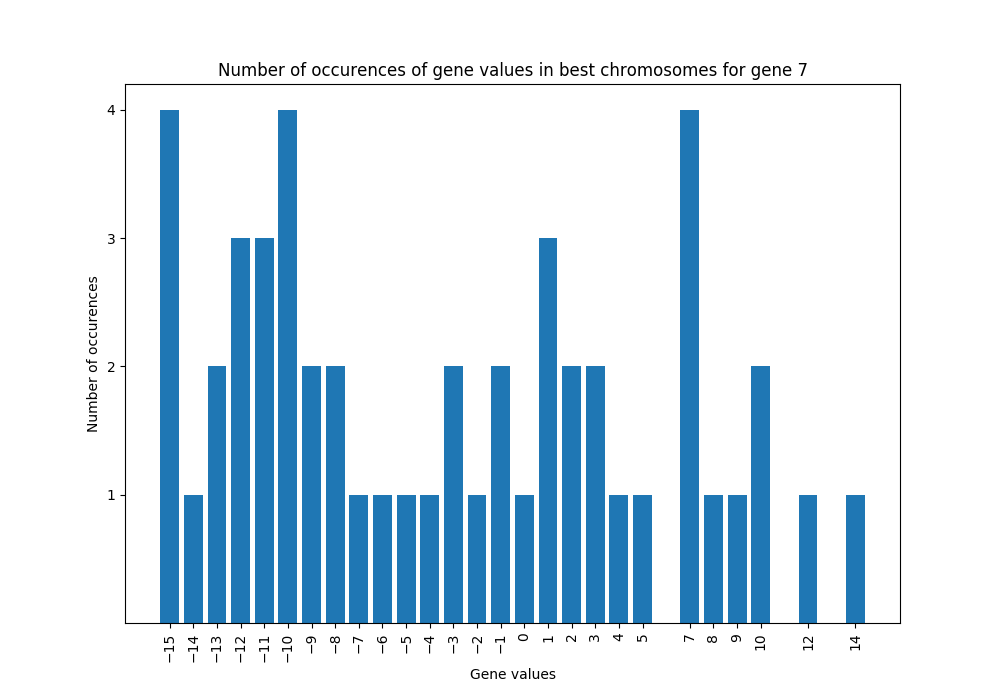 Number of occurences of gene values in best chromosomes for gene 7
4
3
2
1
Number of occurences
−15 −14 −13 −12 −11 −10 −9 −8 −7 −6 −5 −4 −3 −2 −1 0 1 2 3 4 5 7 8 9 10 12 14
Gene values